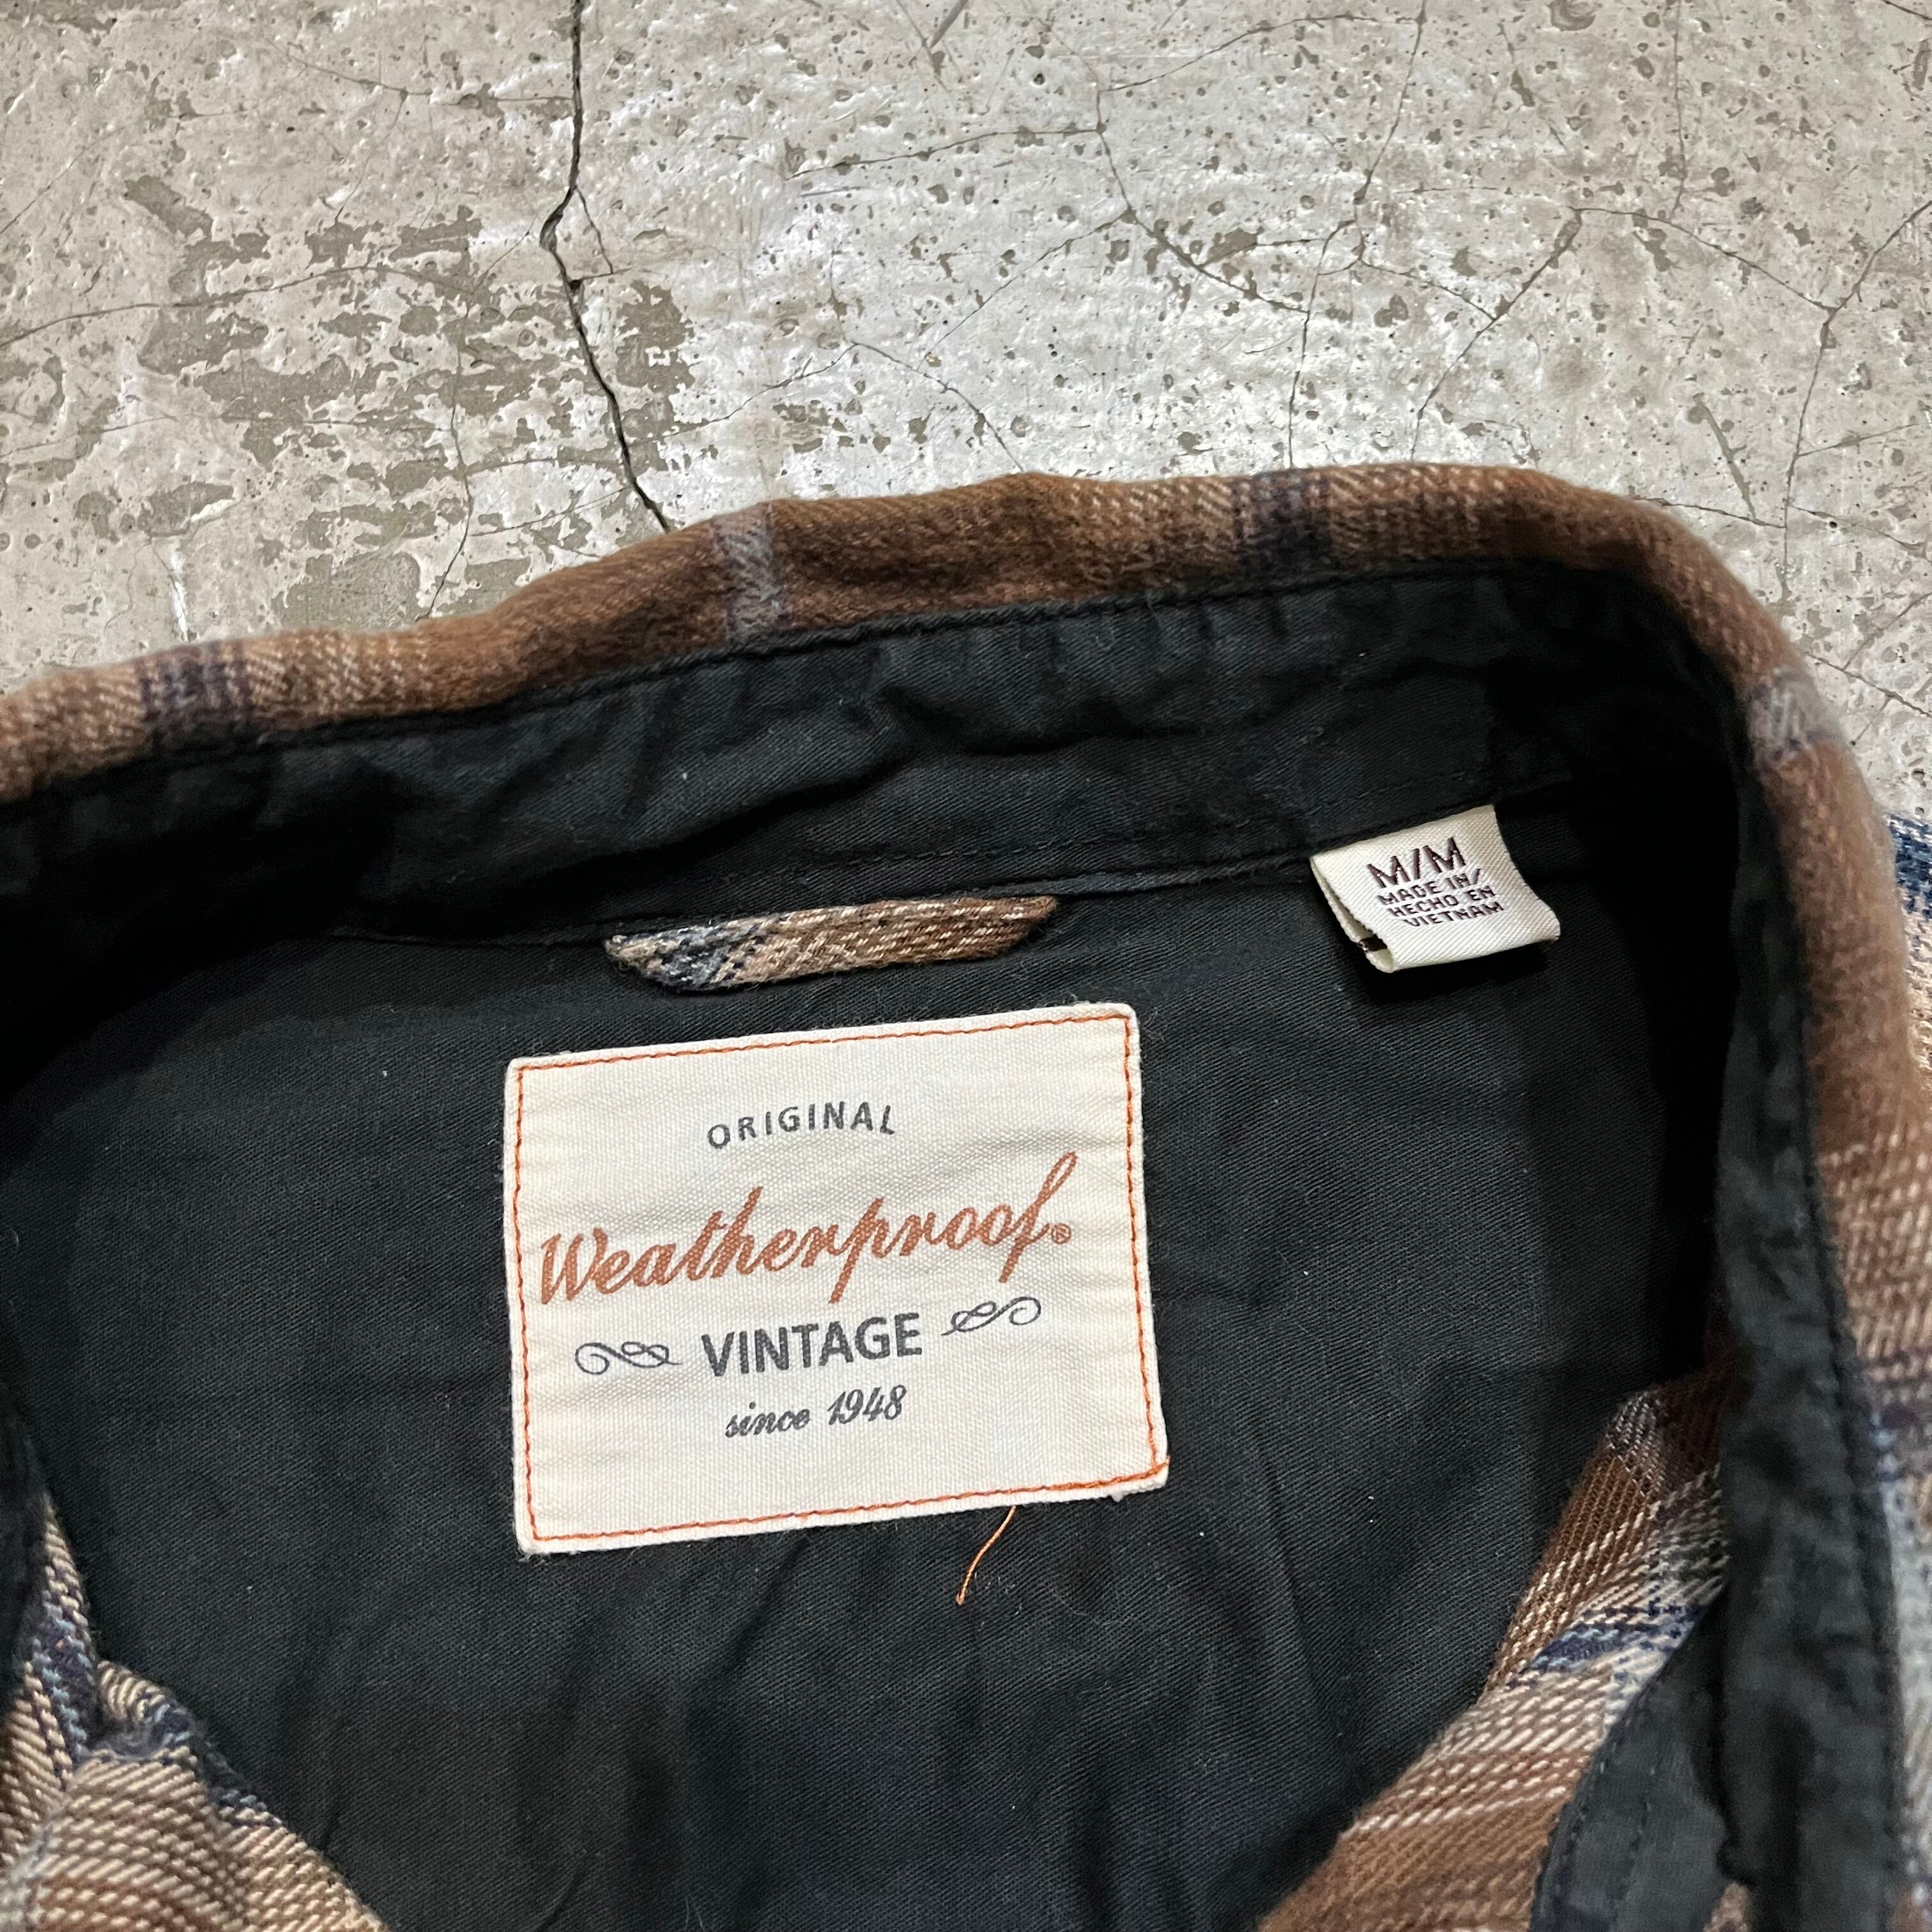 M/M
MADE IN/
HECHO EN
VIETNAM
ORIGINAL
Weatherproof®
VINTAGE
since 1948